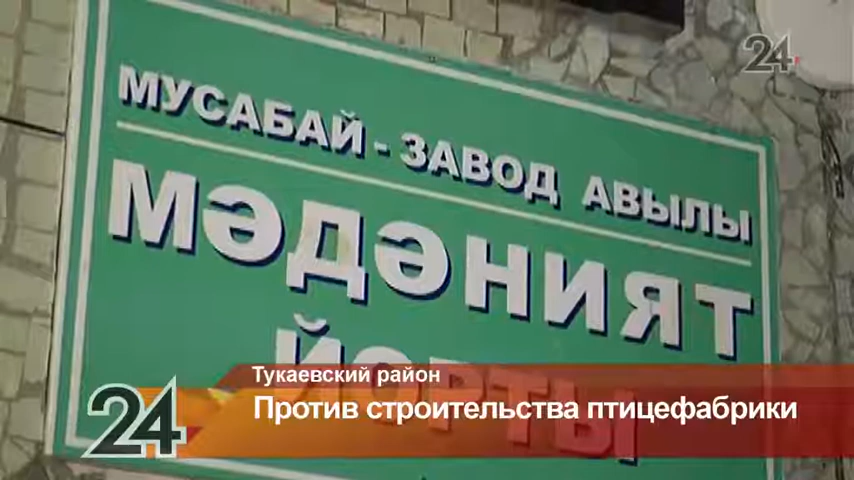 24
МУСАБАЙ - ЗАВОД АВЫЛЫ
МӘДӘНИЯТ
ЙОРТЫ
Тукаевский район
24
Против строительства птицефабрики